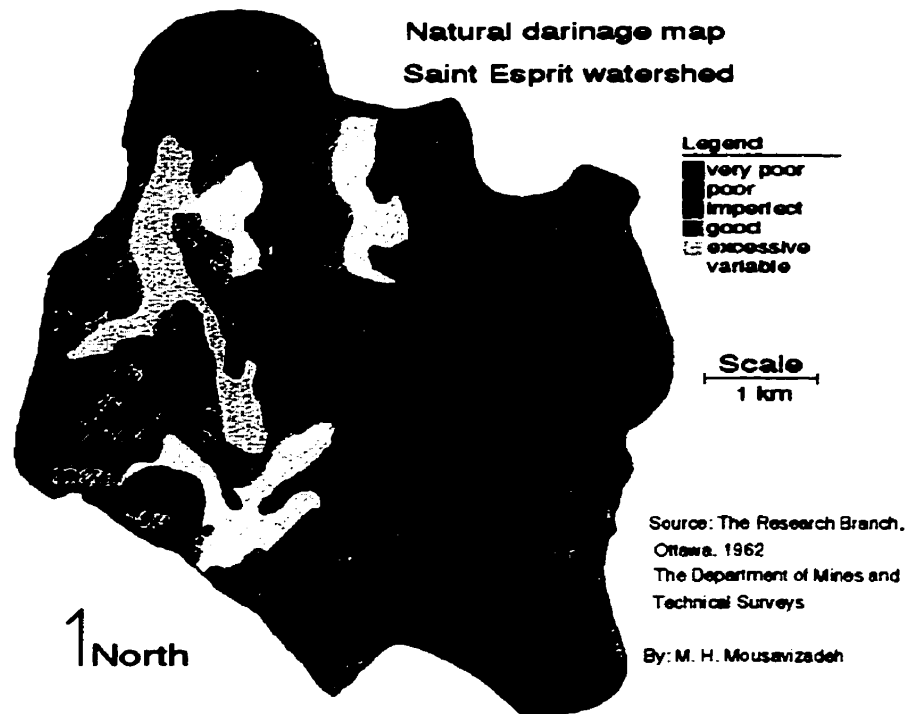 Natural darinage map
Saint Esprit watershed
Legend
very poor
poor
imperfect
good
excessive
variable
Scale
1 km
Source: The Research Branch,
Ottawa. 1962
The Department of Mines and
Technical Surveys
By: M. H. Mousavizadeh
North